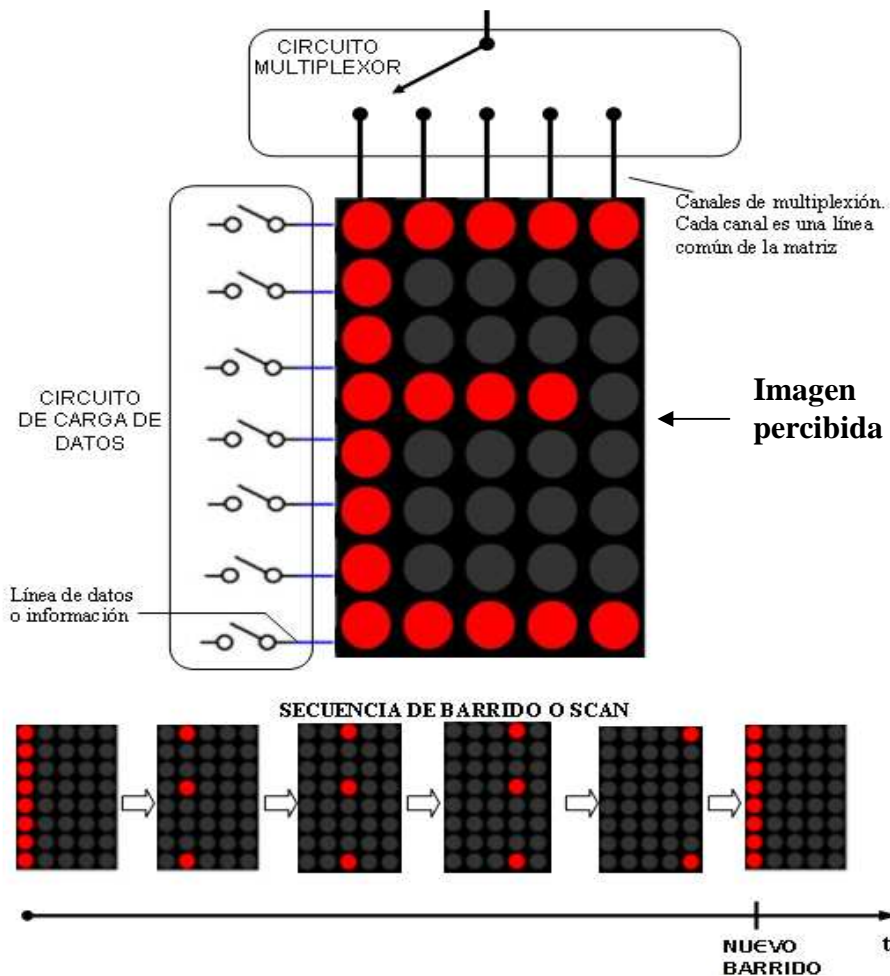 CIRCUITO
MULTIPLEXOR
Canales de multiplexión.
Cada canal es una línea
común de la matriz
CIRCUITO
DE CARGA DE
DATOS
Imagen
percibida
Línea de datos
o información
SECUENCIA DE BARRIDO O SCAN
NUEVO
BARRIDO
t